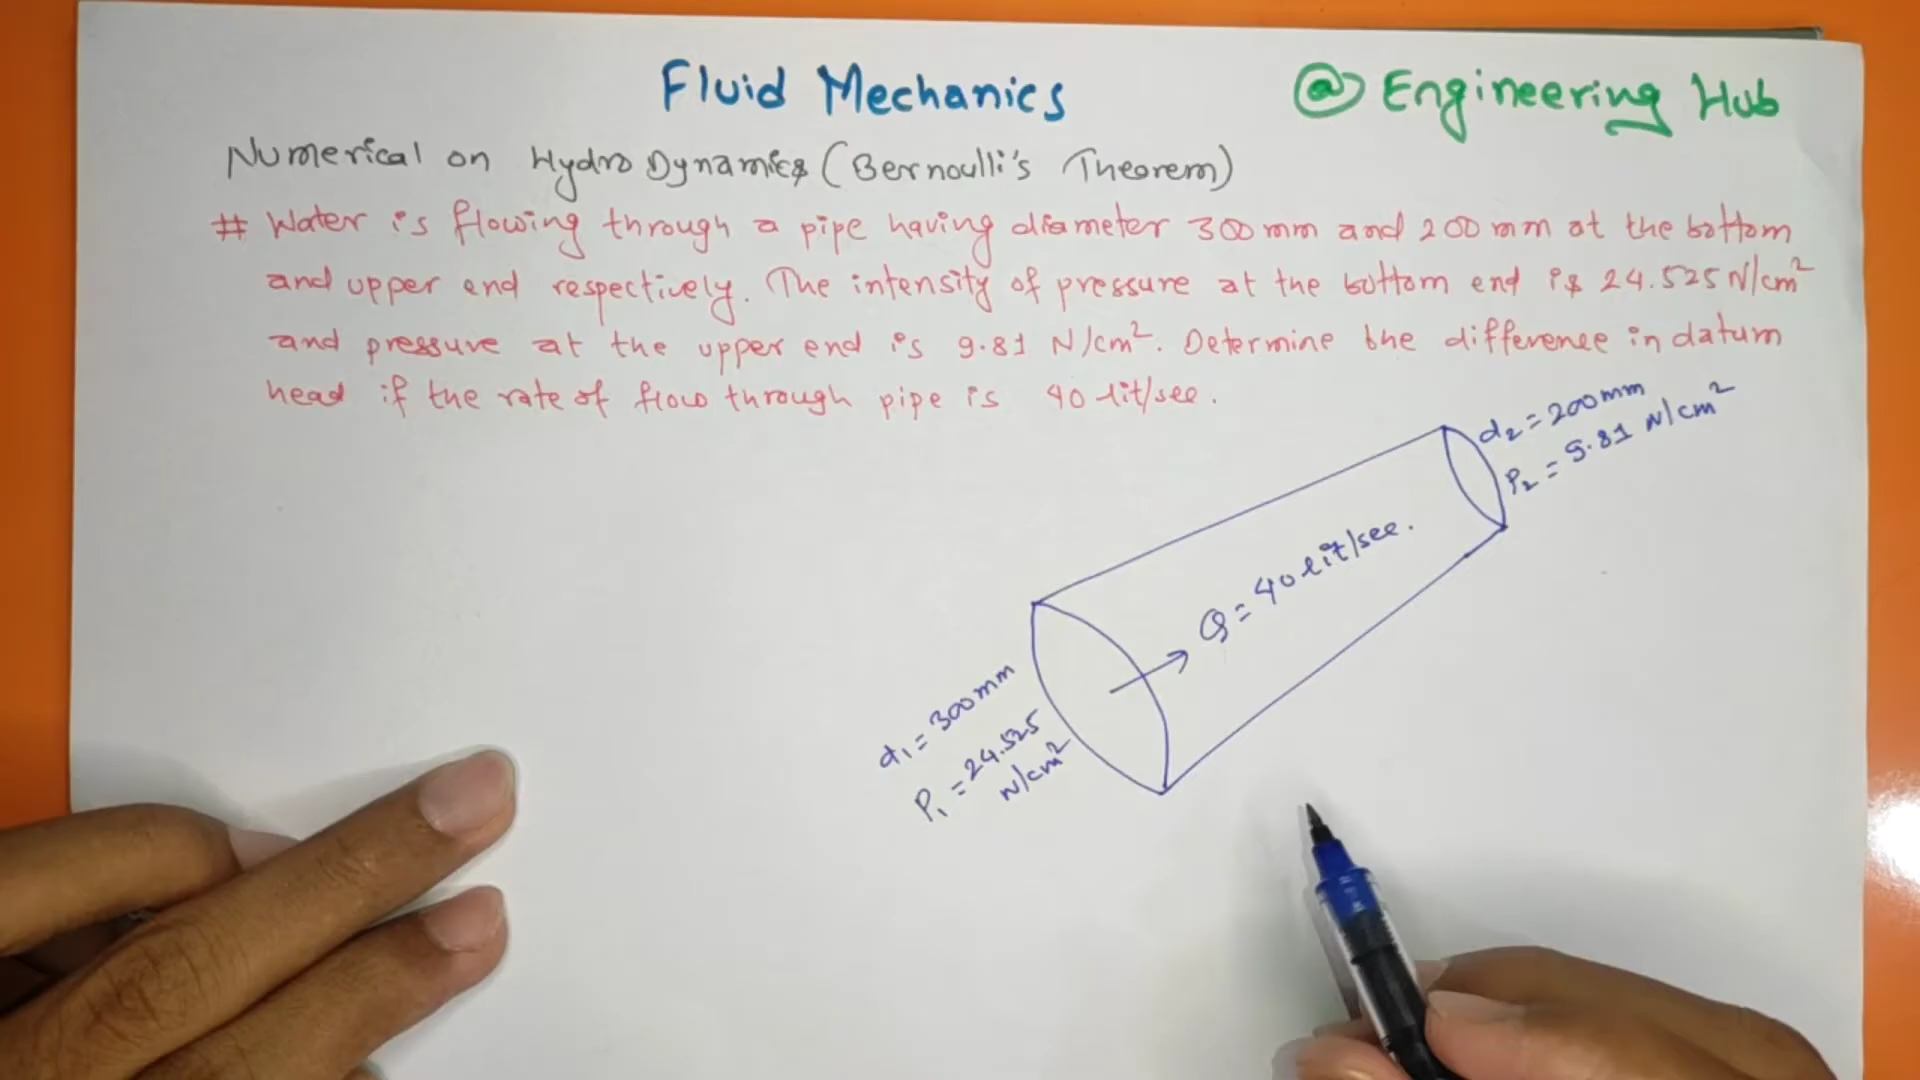 Fluid Mechanics
@ Engineering Hub
Numerical on Hydro Dynamics (Bernoulli's Theorem)
# Water is flowing through a pipe having diameter 300 mm and 200 mm at the bottom
and upper end respectively. The intensity of pressure at the bottom end is 24.525 N/cm²
and pressure at the upper end is 9.81 N/cm². Determine the difference in datum
head if the rate of flow through pipe is 40 lit/sec.
d₂ = 200mm
P₂ = 9.81 N/cm²
Q = 40 lit/sec.
d₁ = 300mm
P₁ = 24.525
N/cm²